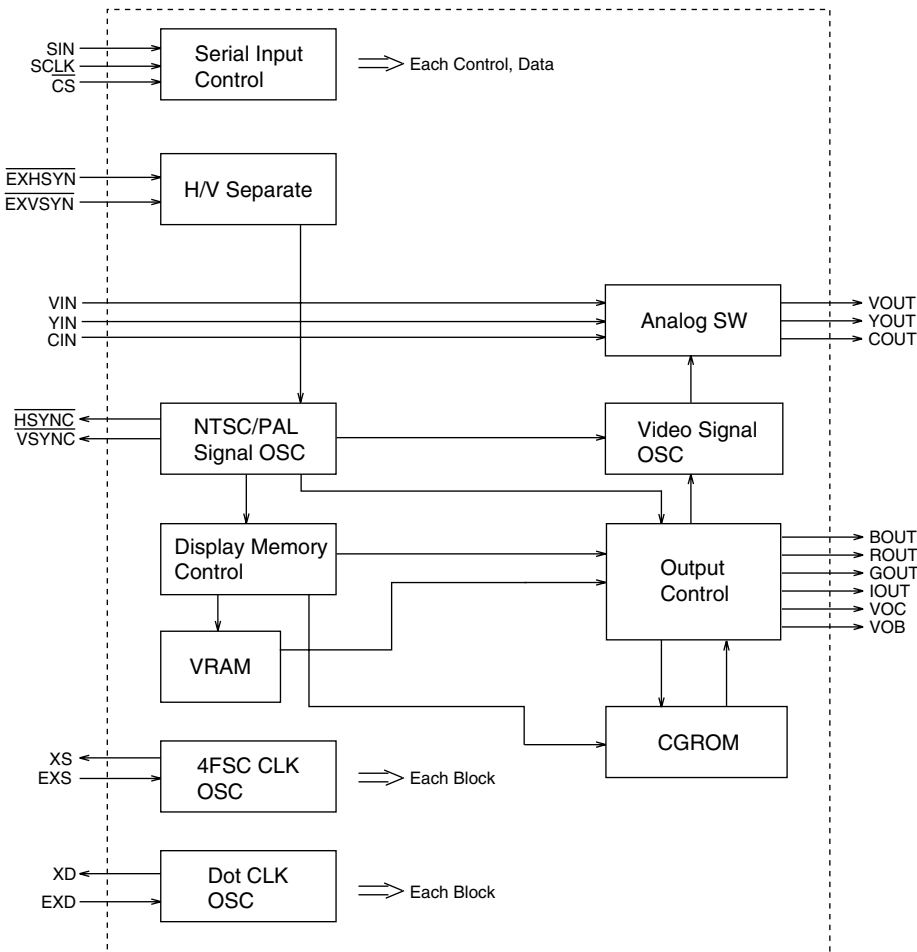 SIN
SCLK
CS
Serial Input
Control
Each Control, Data
EXHSYN
EXVSYN
H/V Separate
VIN
YIN
CIN
Analog SW
VOUT
YOUT
COUT
HSYNC
VSYNC
NTSC/PAL
Signal OSC
Video Signal
OSC
Display Memory
Control
Output
Control
BOUT
ROUT
GOUT
IOUT
VOC
VOB
VRAM
CGROM
XS
EXS
4FSC CLK
OSC
Each Block
XD
EXD
Dot CLK
OSC
Each Block